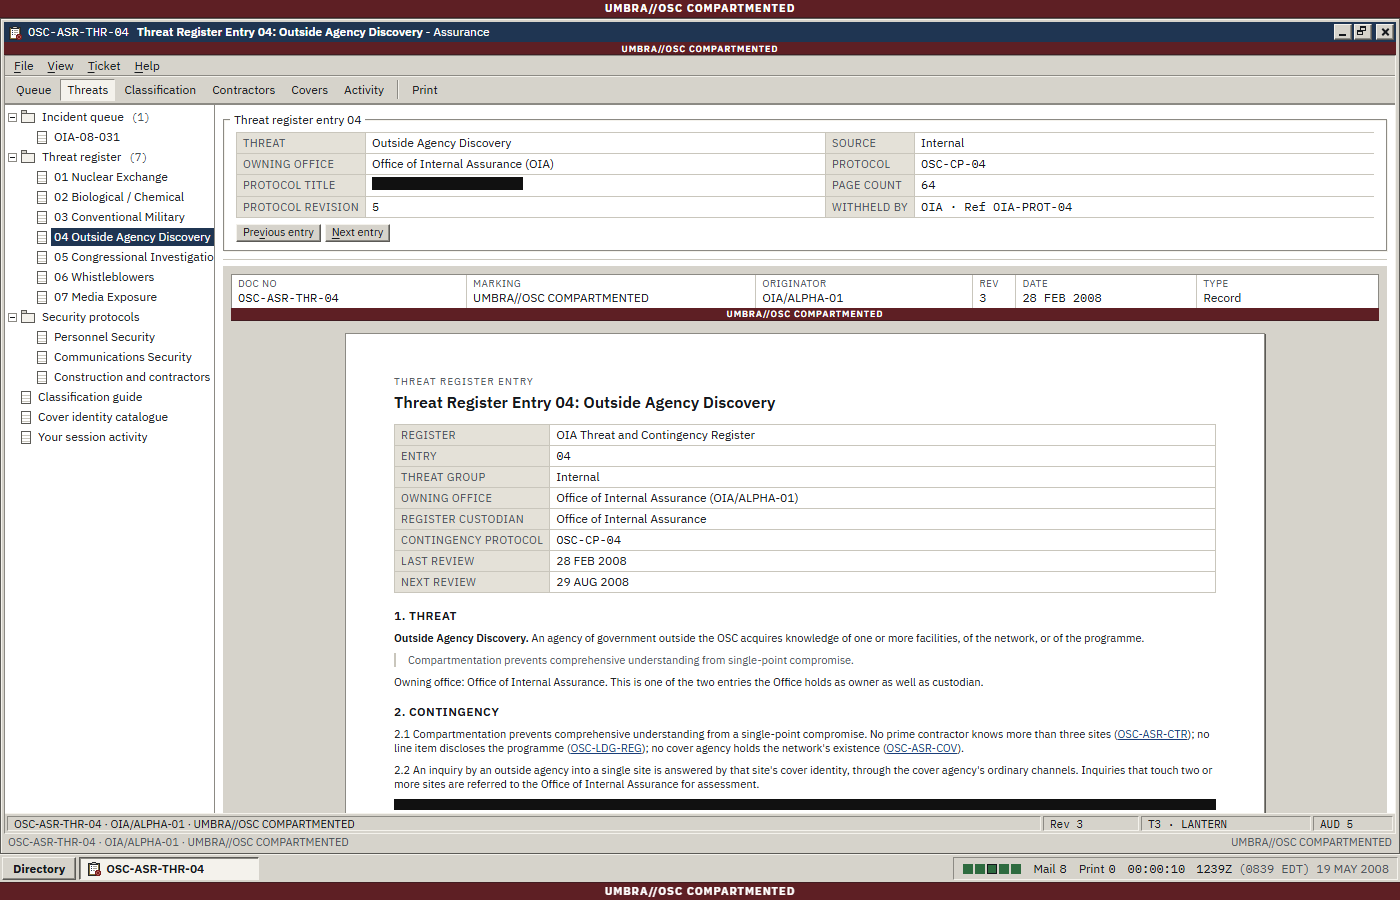 UMBRA//OSC COMPARTMENTED
OSC-ASR-THR-04 Threat Register Entry 04: Outside Agency Discovery - Assurance
UMBRA//OSC COMPARTMENTED
File View Ticket Help
Queue Threats Classification Contractors Covers Activity Print
Incident queue (1)
OIA-08-031
Threat register (7)
01 Nuclear Exchange
02 Biological / Chemical
03 Conventional Military
04 Outside Agency Discovery
05 Congressional Investigatio
06 Whistleblowers
07 Media Exposure
Security protocols
Personnel Security
Communications Security
Construction and contractors
Classification guide
Cover identity catalogue
Your session activity
Threat register entry 04
THREAT Outside Agency Discovery SOURCE Internal
OWNING OFFICE Office of Internal Assurance (OIA) PROTOCOL OSC-CP-04
PROTOCOL TITLE PAGE COUNT 64
PROTOCOL REVISION 5 WITHHELD BY OIA · Ref OIA-PROT-04
Previous entry Next entry
DOC NO MARKING ORIGINATOR REV DATE TYPE
OSC-ASR-THR-04 UMBRA//OSC COMPARTMENTED OIA/ALPHA-01 3 28 FEB 2008 Record
UMBRA//OSC COMPARTMENTED
THREAT REGISTER ENTRY
Threat Register Entry 04: Outside Agency Discovery
REGISTER OIA Threat and Contingency Register
ENTRY 04
THREAT GROUP Internal
OWNING OFFICE Office of Internal Assurance (OIA/ALPHA-01)
REGISTER CUSTODIAN Office of Internal Assurance
CONTINGENCY PROTOCOL OSC-CP-04
LAST REVIEW 28 FEB 2008
NEXT REVIEW 29 AUG 2008
1. THREAT
Outside Agency Discovery. An agency of government outside the OSC acquires knowledge of one or more facilities, of the network, or of the programme.
Compartmentation prevents comprehensive understanding from single-point compromise.
Owning office: Office of Internal Assurance. This is one of the two entries the Office holds as owner as well as custodian.
2. CONTINGENCY
2.1 Compartmentation prevents comprehensive understanding from a single-point compromise. No prime contractor knows more than three sites (OSC-ASR-CTR); no
line item discloses the programme (OSC-LDG-REG); no cover agency holds the network's existence (OSC-ASR-COV).
2.2 An inquiry by an outside agency into a single site is answered by that site's cover identity, through the cover agency's ordinary channels. Inquiries that touch two or
more sites are referred to the Office of Internal Assurance for assessment.
OSC-ASR-THR-04 · OIA/ALPHA-01 · UMBRA//OSC COMPARTMENTED Rev 3 T3 · LANTERN AUD 5
OSC-ASR-THR-04 · OIA/ALPHA-01 · UMBRA//OSC COMPARTMENTED UMBRA//OSC COMPARTMENTED
Directory OSC-ASR-THR-04 Mail 8 Print 0 00:00:10 1239Z (0839 EDT) 19 MAY 2008
UMBRA//OSC COMPARTMENTED